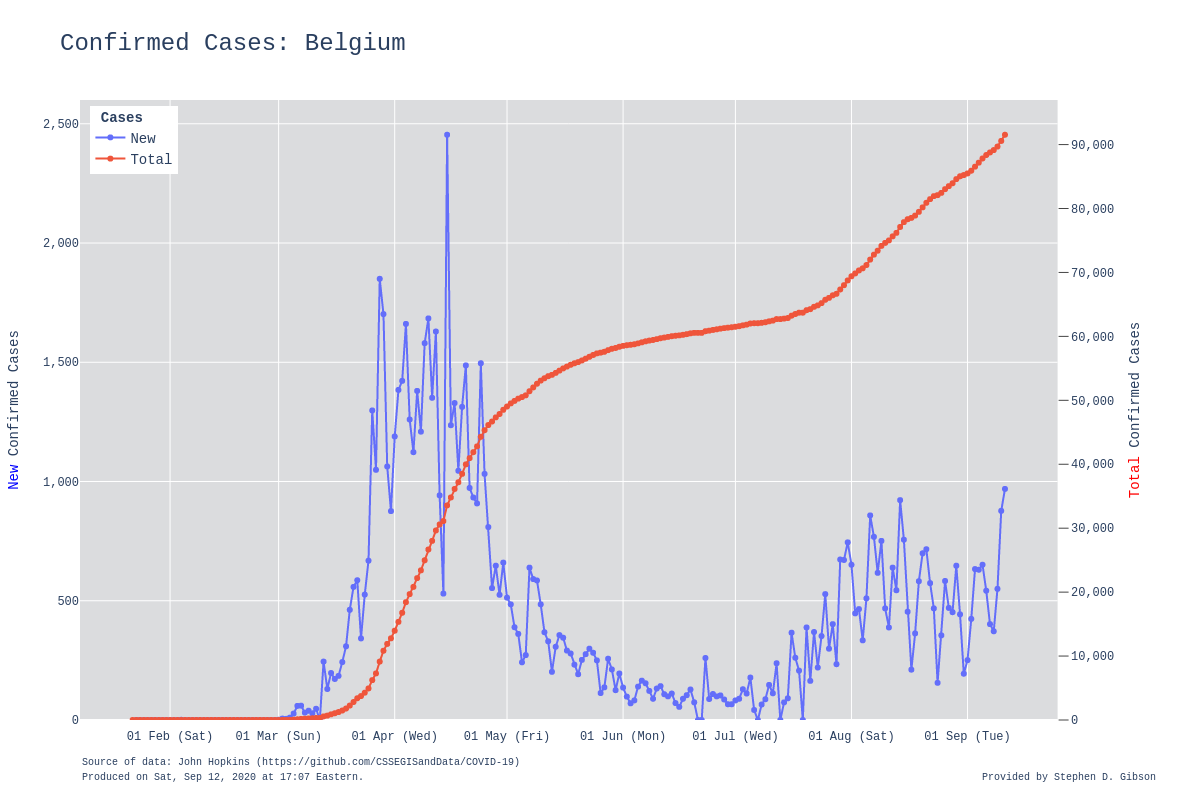 Confirmed Cases: Belgium
Cases
New
Total
2,500
2,000
1,500
1,000
500
0
90,000
80,000
70,000
60,000
50,000
40,000
30,000
20,000
10,000
0
New Confirmed Cases
Total Confirmed Cases
01 Feb (Sat) 01 Mar (Sun) 01 Apr (Wed) 01 May (Fri) 01 Jun (Mon) 01 Jul (Wed) 01 Aug (Sat) 01 Sep (Tue)
Source of data: John Hopkins (https://github.com/CSSEGISandData/COVID-19)
Produced on Sat, Sep 12, 2020 at 17:07 Eastern.
Provided by Stephen D. Gibson